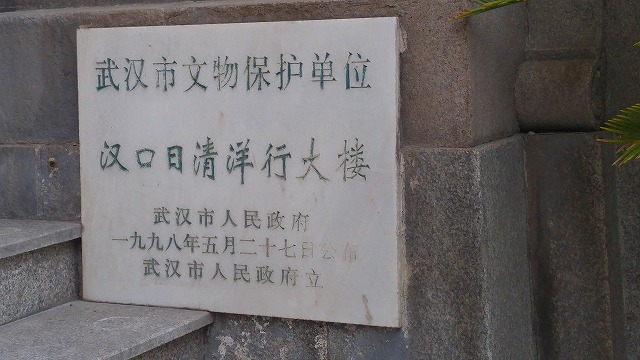 武汉市文物保护单位
汉口日清洋行大楼
武汉市人民政府
一九九八年五月二十七日公布
武汉市人民政府立